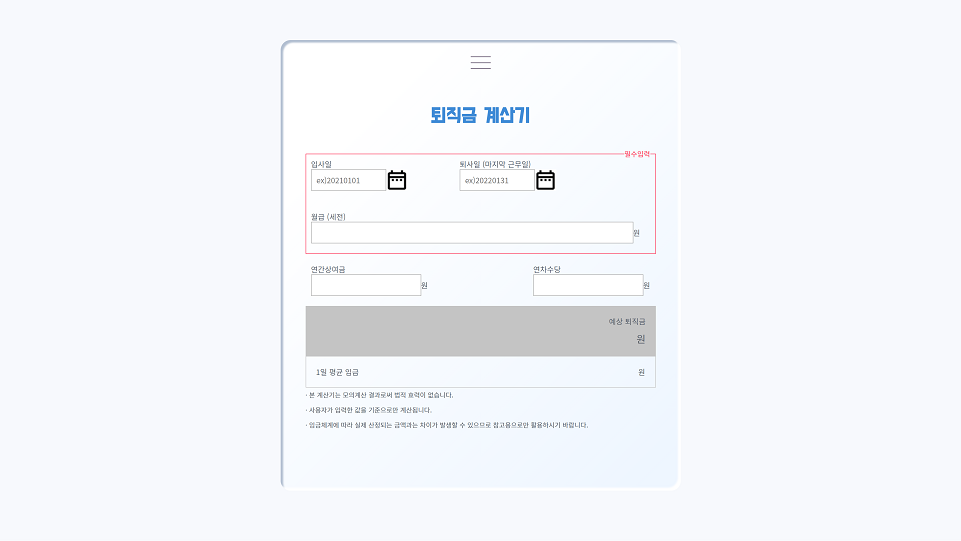 퇴직금 계산기
필수입력
입사일
퇴사일 (마지막 근무일)
ex)20210101
ex)20220131
월급 (세전)
원
연간상여금
연차수당
원
원
예상 퇴직금
원
1일 평균 임금
원
· 본 계산기는 모의계산 결과로써 법적 효력이 없습니다.
· 사용자가 입력한 값을 기준으로만 계산됩니다.
· 임금체계에 따라 실제 산정되는 금액과는 차이가 발생할 수 있으므로 참고용으로만 활용하시기 바랍니다.